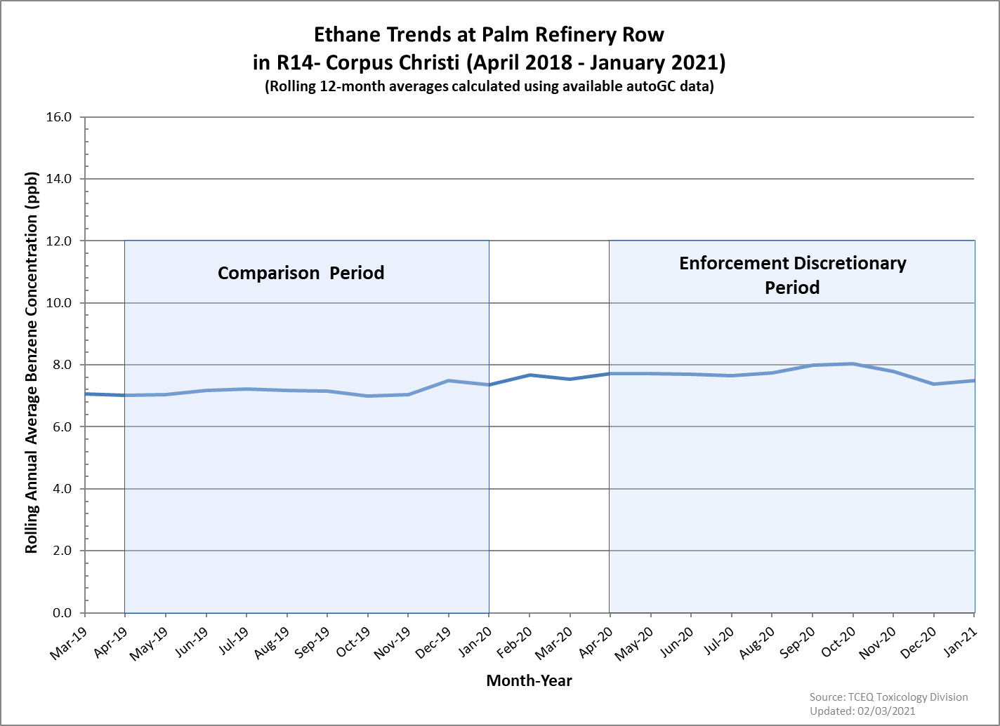 Ethane Trends at Palm Refinery Row
in R14- Corpus Christi (April 2018 - January 2021)
(Rolling 12-month averages calculated using available autoGC data)
Rolling Annual Average Benzene Concentration (ppb)
16.0
14.0
12.0
10.0
8.0
6.0
4.0
2.0
0.0
Comparison  Period
Enforcement Discretionary
Period
Mar-19
Apr-19
May-19
Jun-19
Jul-19
Aug-19
Sep-19
Oct-19
Nov-19
Dec-19
Jan-20
Feb-20
Mar-20
Apr-20
May-20
Jun-20
Jul-20
Aug-20
Sep-20
Oct-20
Nov-20
Dec-20
Jan-21
Month-Year
Source: TCEQ Toxicology Division
Updated: 02/03/2021